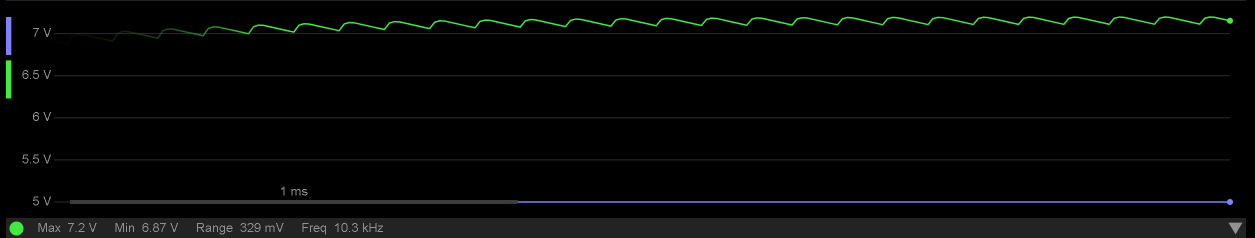 7 V
6.5 V
6 V
5.5 V
1 ms
5 V
Max 7.2 V Min 6.87 V Range 329 mV Freq 10.3 kHz